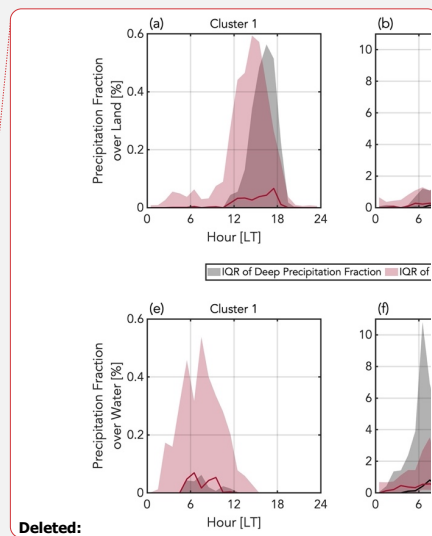 (a) Cluster 1 (b)
0.6 10
8
0.4
Precipitation Fraction
over Land [%]
6
0.2 4
2
0 0
0 6 12 18 24 0 6
Hour [LT]
IQR of Deep Precipitation Fraction IQR of
(e) Cluster 1 (f)
0.6 10
8
0.4
Precipitation Fraction
over Water [%]
6
0.2 4
2
0 0
0 6 12 18 24 0 6
Deleted: Hour [LT]